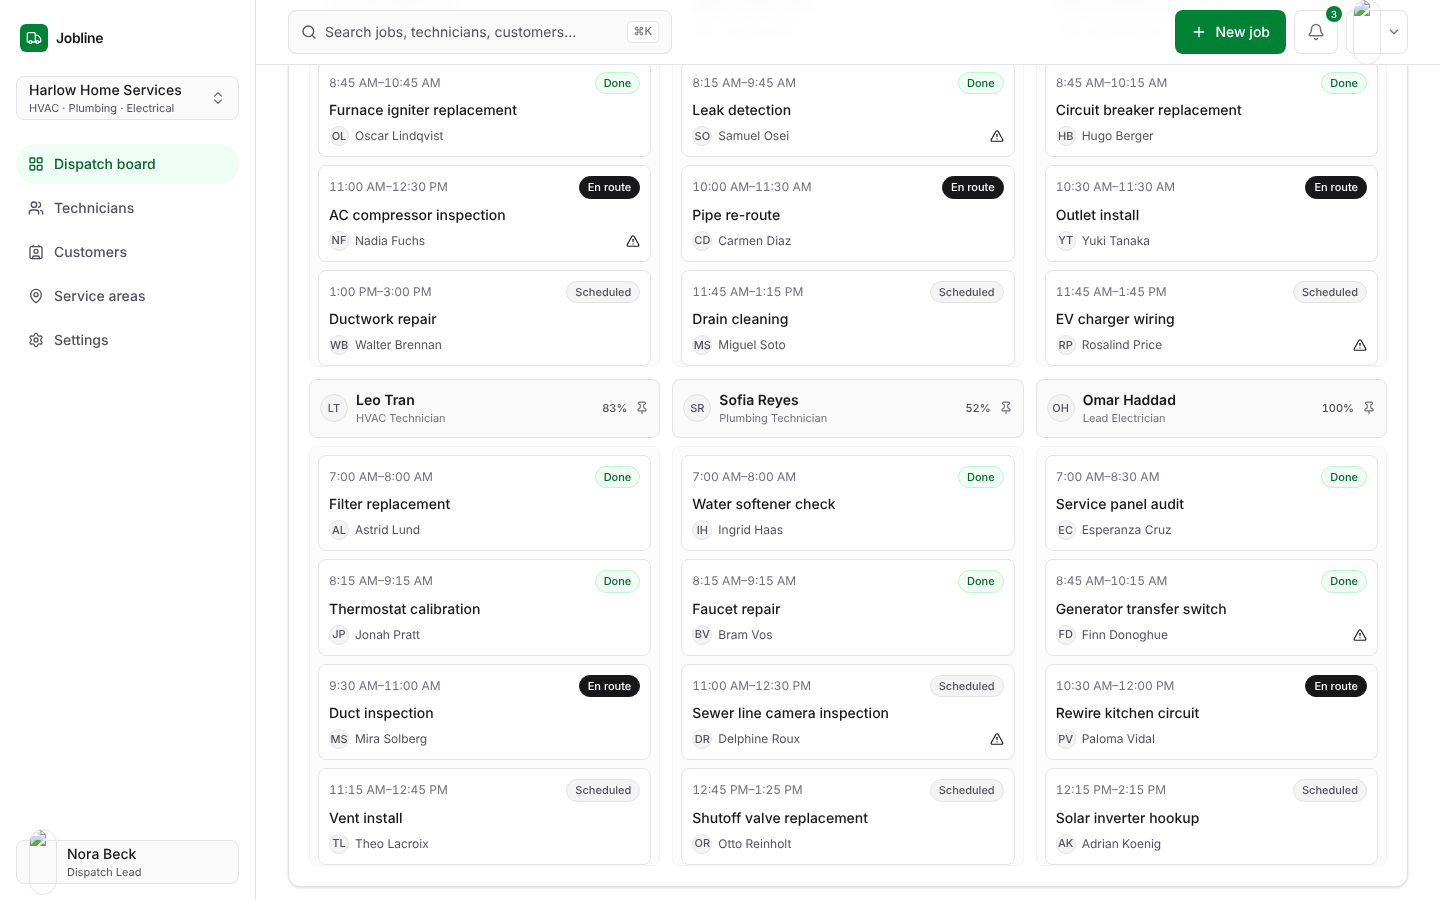 Jobline
Harlow Home Services
HVAC · Plumbing · Electrical
Dispatch board
Technicians
Customers
Service areas
Settings
Nora Beck
Dispatch Lead
Search jobs, technicians, customers...
⌘K
New job
3
8:45 AM–10:45 AM
Done
Furnace igniter replacement
OL Oscar Lindqvist
11:00 AM–12:30 PM
En route
AC compressor inspection
NF Nadia Fuchs
1:00 PM–3:00 PM
Scheduled
Ductwork repair
WB Walter Brennan
8:15 AM–9:45 AM
Done
Leak detection
SO Samuel Osei
10:00 AM–11:30 AM
En route
Pipe re-route
CD Carmen Diaz
11:45 AM–1:15 PM
Scheduled
Drain cleaning
MS Miguel Soto
8:45 AM–10:15 AM
Done
Circuit breaker replacement
HB Hugo Berger
10:30 AM–11:30 AM
En route
Outlet install
YT Yuki Tanaka
11:45 AM–1:45 PM
Scheduled
EV charger wiring
RP Rosalind Price
LT
Leo Tran
HVAC Technician
83%
7:00 AM–8:00 AM
Done
Filter replacement
AL Astrid Lund
8:15 AM–9:15 AM
Done
Thermostat calibration
JP Jonah Pratt
9:30 AM–11:00 AM
En route
Duct inspection
MS Mira Solberg
11:15 AM–12:45 PM
Scheduled
Vent install
TL Theo Lacroix
SR
Sofia Reyes
Plumbing Technician
52%
7:00 AM–8:00 AM
Done
Water softener check
IH Ingrid Haas
8:15 AM–9:15 AM
Done
Faucet repair
BV Bram Vos
11:00 AM–12:30 PM
Scheduled
Sewer line camera inspection
DR Delphine Roux
12:45 PM–1:25 PM
Scheduled
Shutoff valve replacement
OR Otto Reinholt
OH
Omar Haddad
Lead Electrician
100%
7:00 AM–8:30 AM
Done
Service panel audit
EC Esperanza Cruz
8:45 AM–10:15 AM
Done
Generator transfer switch
FD Finn Donoghue
10:30 AM–12:00 PM
En route
Rewire kitchen circuit
PV Paloma Vidal
12:15 PM–2:15 PM
Scheduled
Solar inverter hookup
AK Adrian Koenig